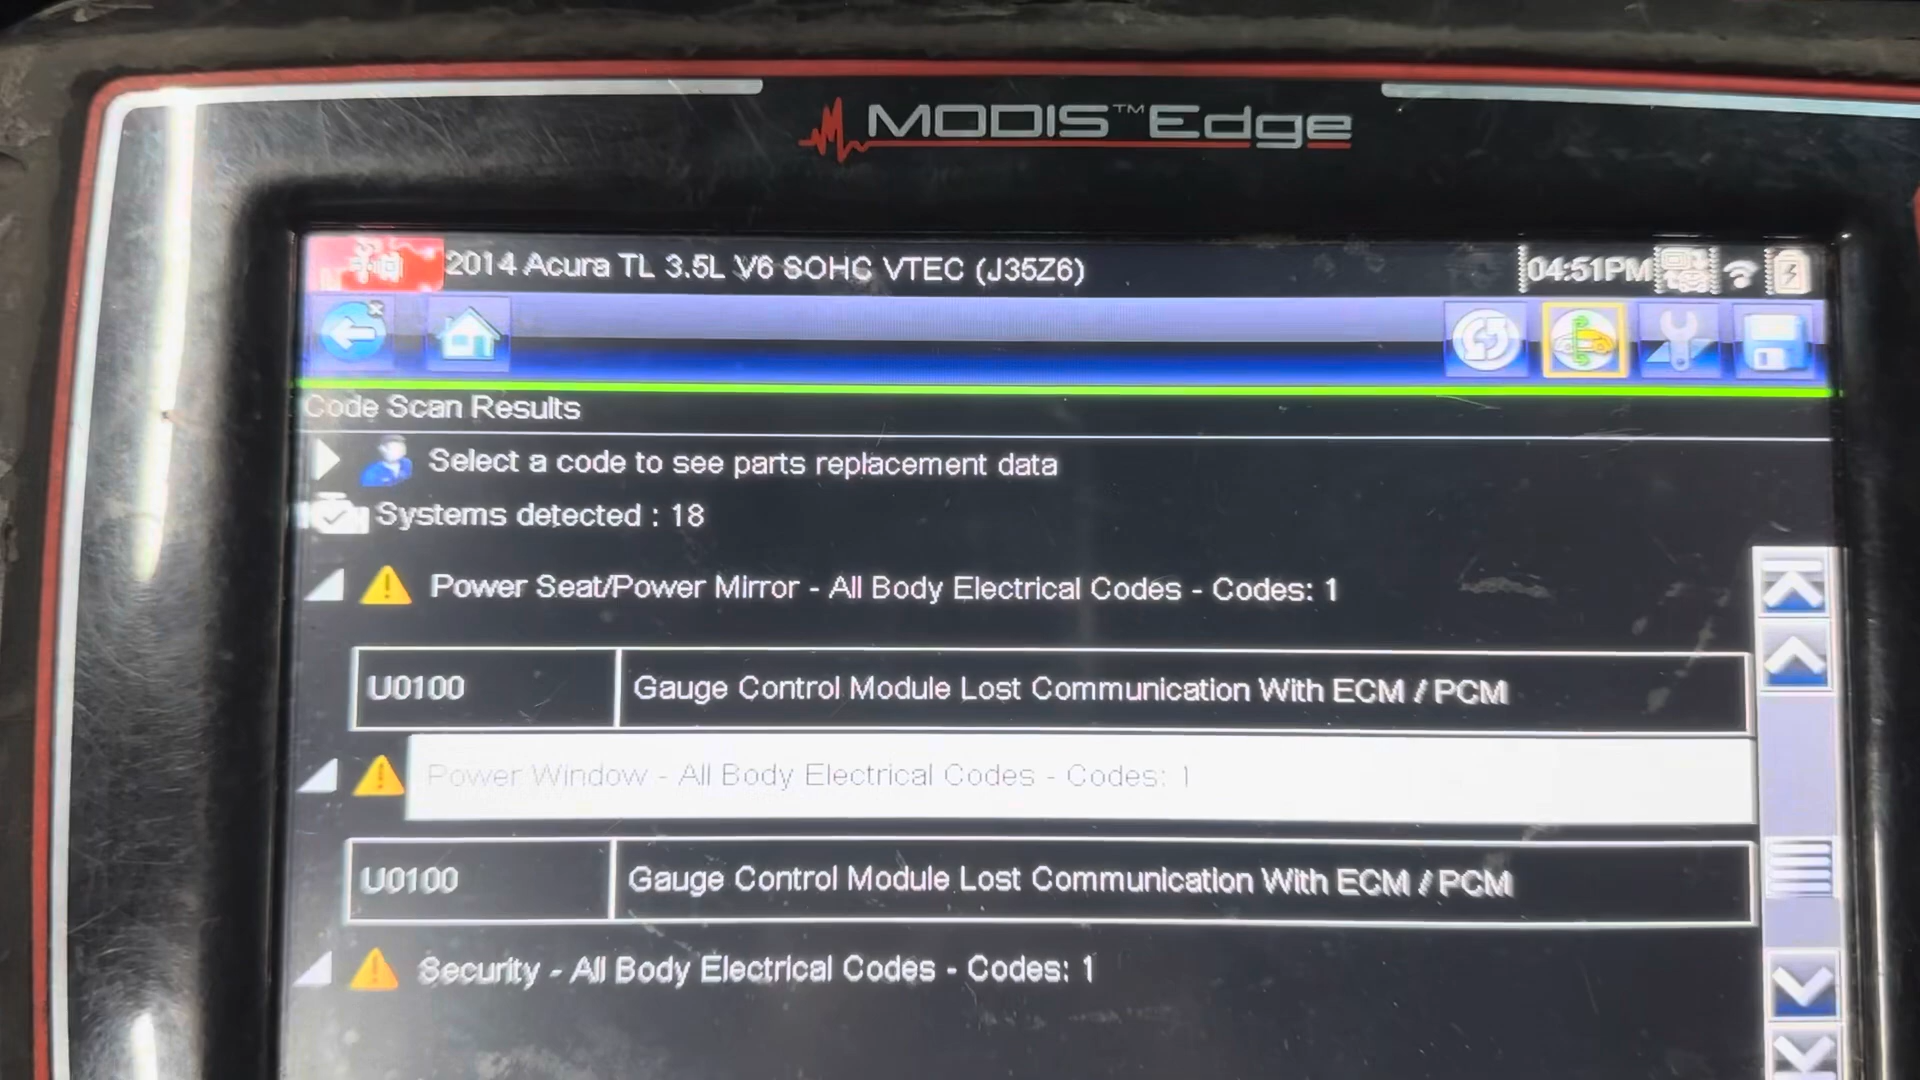 MODIS™ Edge
2014 Acura TL 3.5L V6 SOHC VTEC (J35Z6)
04:51PM
Code Scan Results
Select a code to see parts replacement data
Systems detected : 18
Power Seat/Power Mirror - All Body Electrical Codes - Codes: 1
U0100 Gauge Control Module Lost Communication With ECM / PCM
Power Window - All Body Electrical Codes - Codes: 1
U0100 Gauge Control Module Lost Communication With ECM / PCM
Security - All Body Electrical Codes - Codes: 1